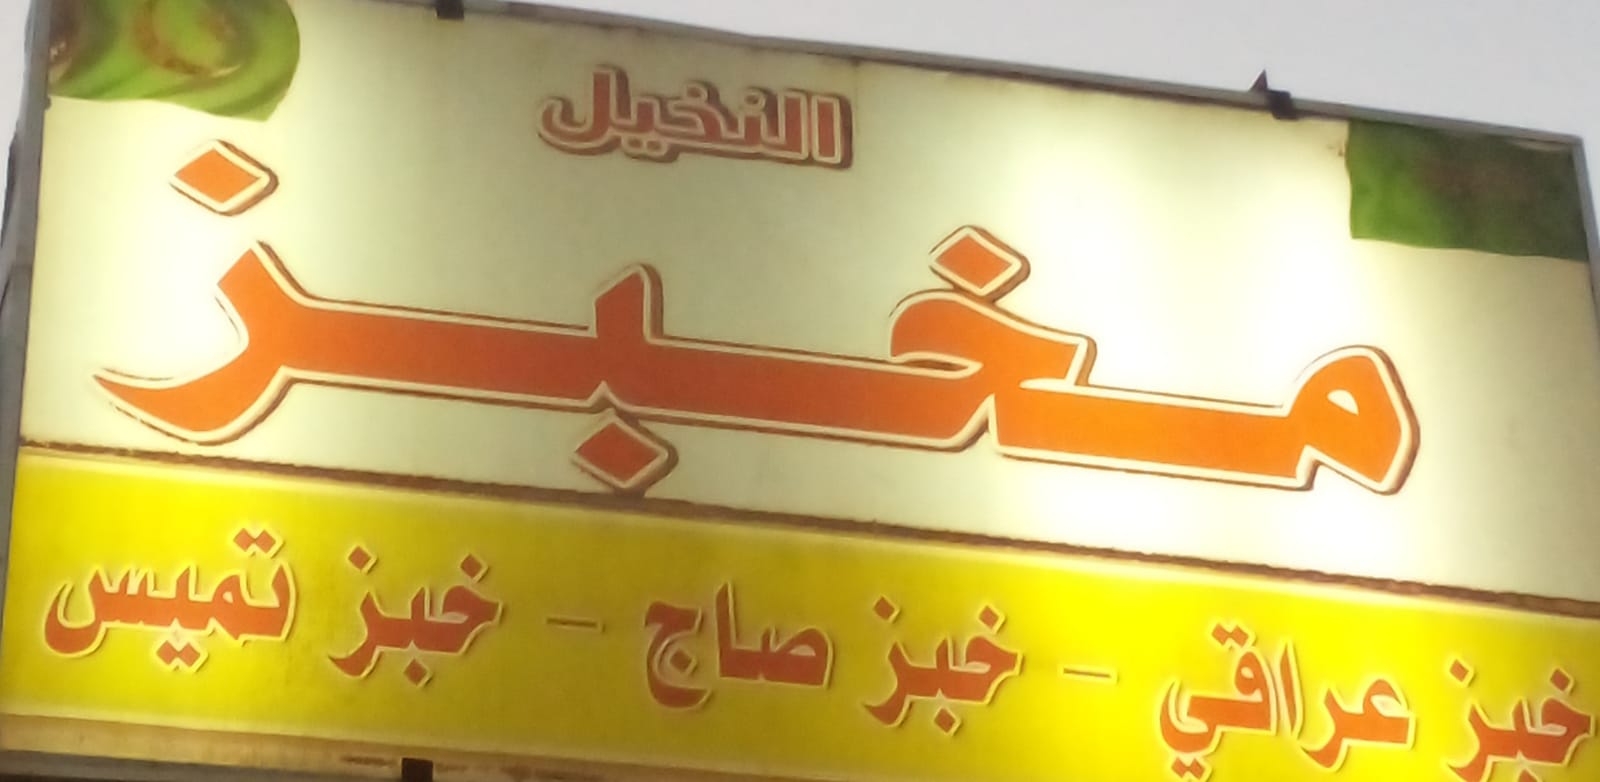 النخيل
مخبز
خبز عراقي - خبز صاج - خبز تميس